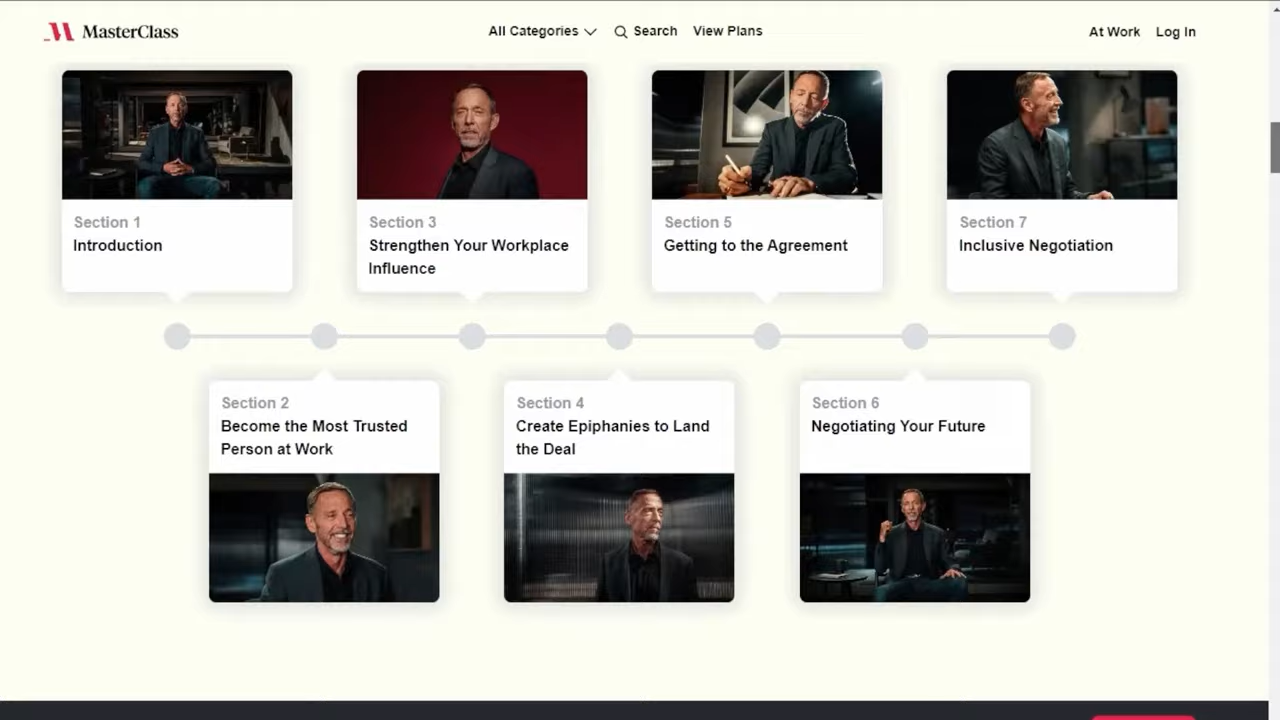 MasterClass
All Categories
Search
View Plans
At Work
Log In
Section 1
Introduction
Section 3
Strengthen Your Workplace
Influence
Section 5
Getting to the Agreement
Section 7
Inclusive Negotiation
Section 2
Become the Most Trusted
Person at Work
Section 4
Create Epiphanies to Land
the Deal
Section 6
Negotiating Your Future